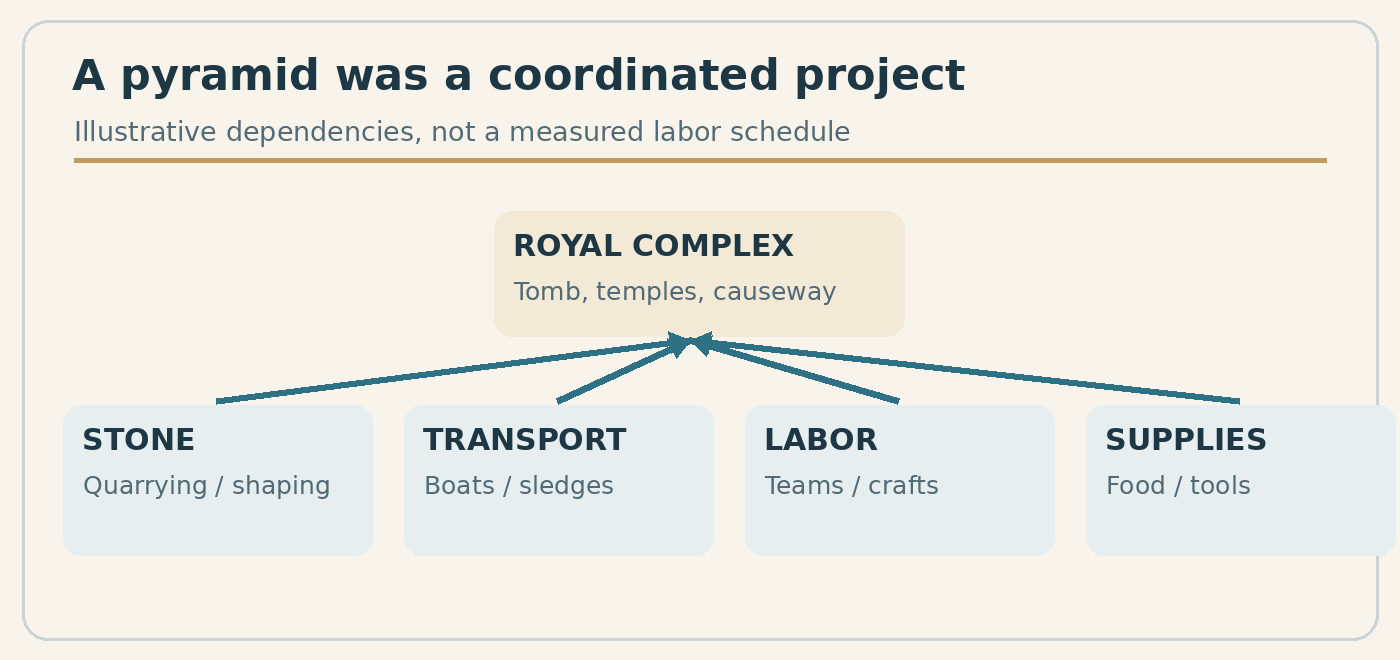 A pyramid was a coordinated project
Illustrative dependencies, not a measured labor schedule
ROYAL COMPLEX
Tomb, temples, causeway
STONE
Quarrying / shaping
TRANSPORT
Boats / sledges
LABOR
Teams / crafts
SUPPLIES
Food / tools